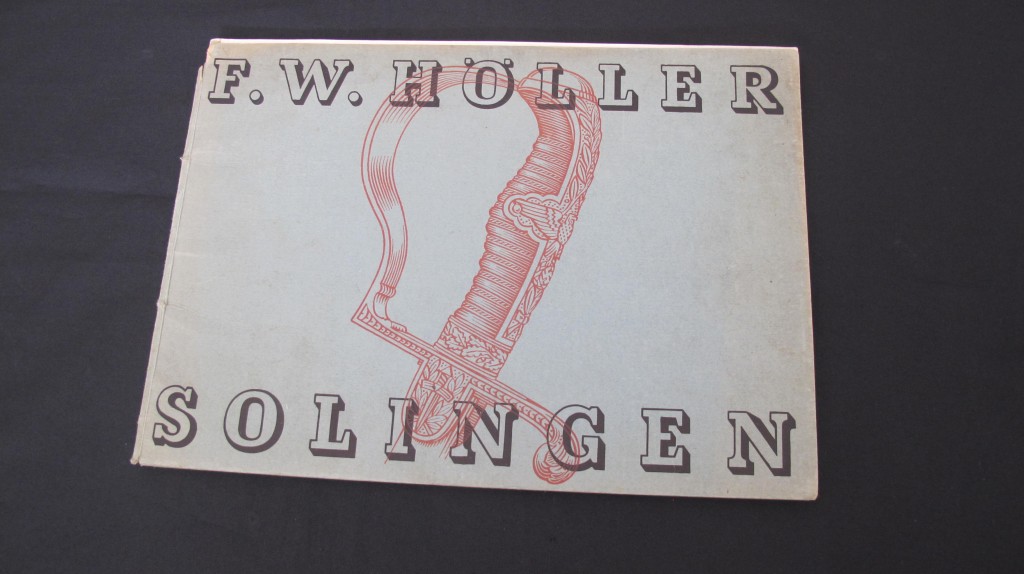 F. W. HÖLLER
SOLINGEN